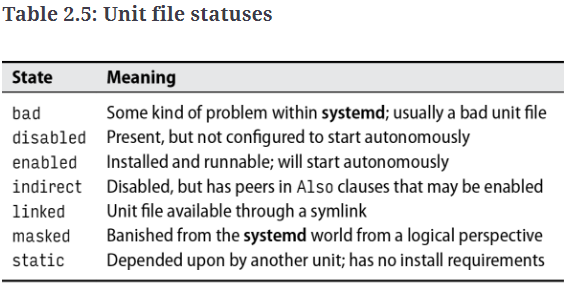 Table 2.5: Unit file statuses
State Meaning
bad Some kind of problem within systemd; usually a bad unit file
disabled Present, but not configured to start autonomously
enabled Installed and runnable; will start autonomously
indirect Disabled, but has peers in Also clauses that may be enabled
linked Unit file available through a symlink
masked Banished from the systemd world from a logical perspective
static Depended upon by another unit; has no install requirements